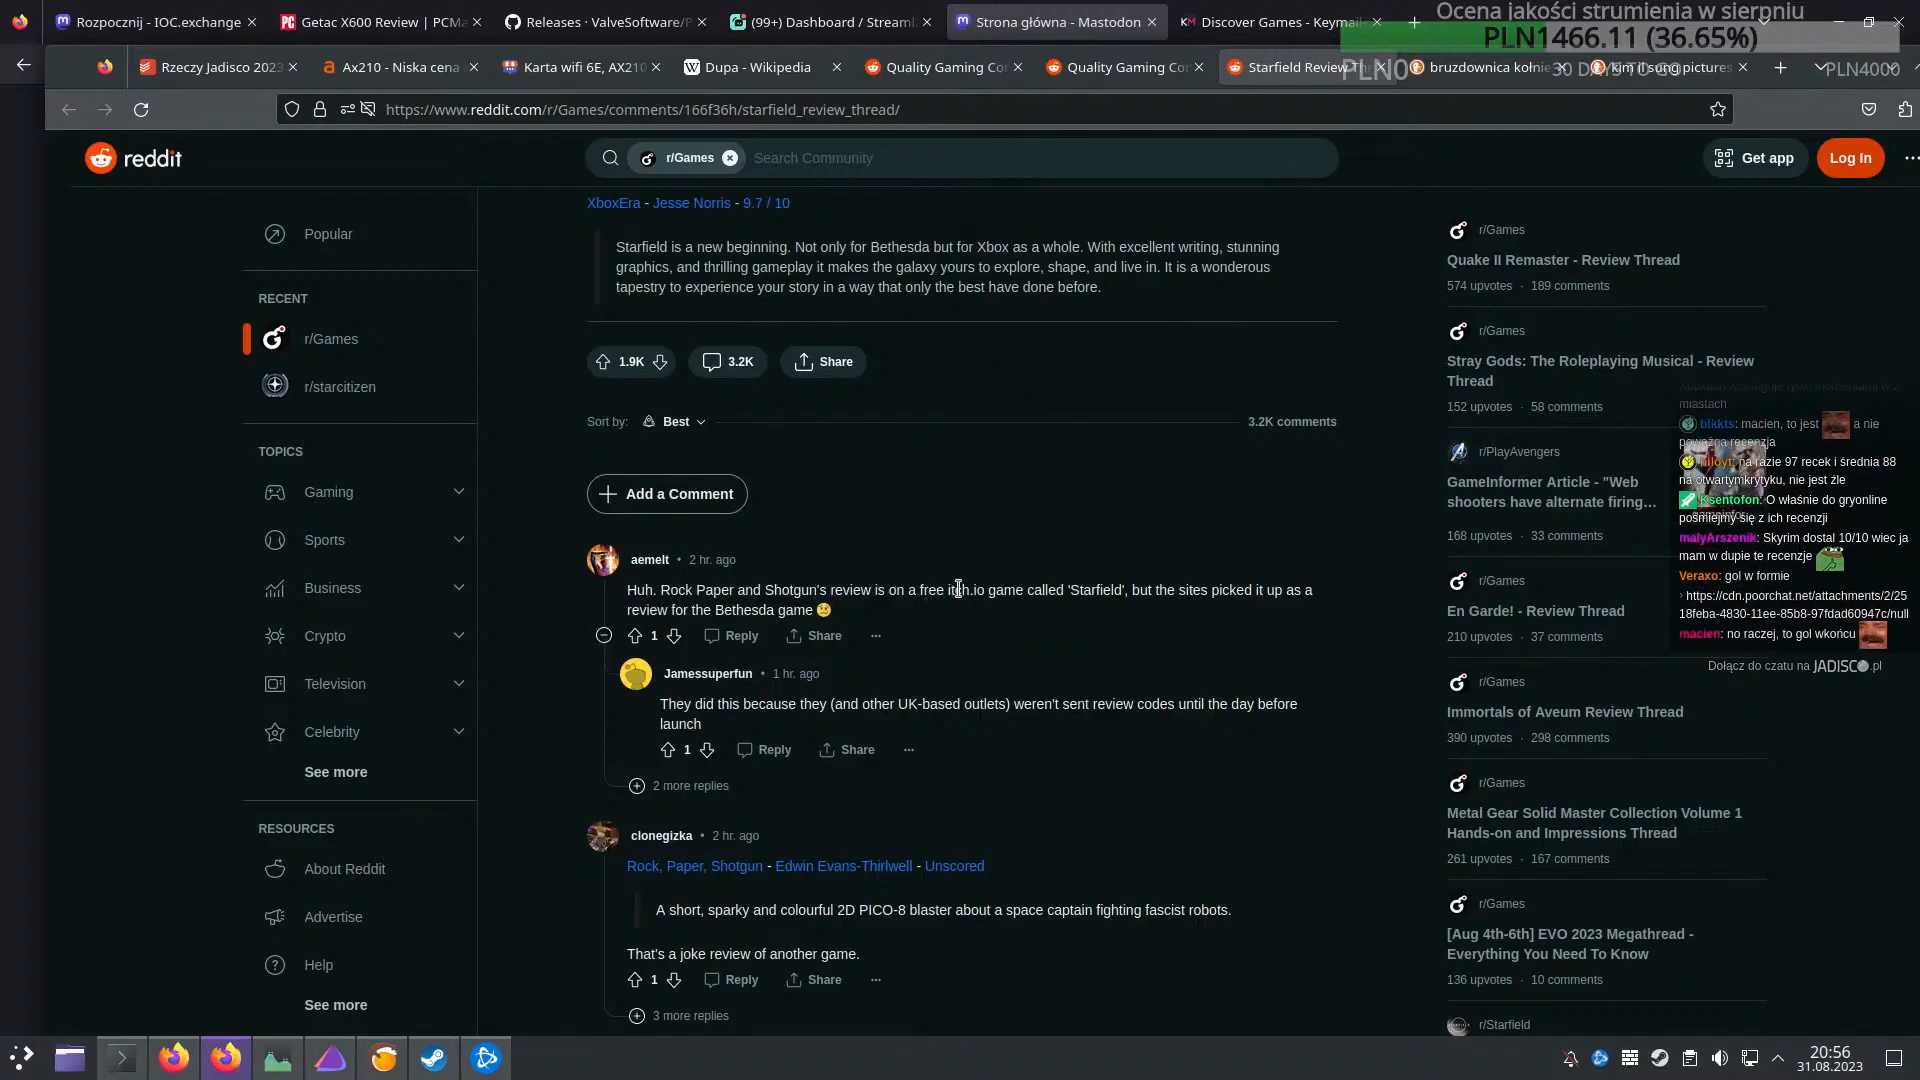 Rozpocznij - IOC.exchange
Getac X600 Review | PCMa
Releases · ValveSoftware/P
(99+) Dashboard / Streaml
Strona główna - Mastodon
Discover Games - Keymail
Ocena jakości strumienia w sierpniu
PLN1466.11 (36.65%)
Rzeczy Jadisco 2023
Ax210 - Niska cena
Karta wifi 6E, AX210
Dupa - Wikipedia
Quality Gaming Co
Quality Gaming Co
Starfield Review Th
PLN0
bruzdownica kołnie
30 DAYS TO GO
kim il sung pictures
PLN4000
https://www.reddit.com/r/Games/comments/166f36h/starfield_review_thread/
reddit
r/Games
Search Community
Get app
Log In
Popular
RECENT
r/Games
r/starcitizen
TOPICS
Gaming
Sports
Business
Crypto
Television
Celebrity
See more
RESOURCES
About Reddit
Advertise
Help
See more
XboxEra - Jesse Norris - 9.7 / 10
Starfield is a new beginning. Not only for Bethesda but for Xbox as a whole. With excellent writing, stunning
graphics, and thrilling gameplay it makes the galaxy yours to explore, shape, and live in. It is a wonderous
tapestry to experience your story in a way that only the best have done before.
1.9K
3.2K
Share
Sort by:
Best
3.2K comments
Add a Comment
aemelt • 2 hr. ago
Huh. Rock Paper and Shotgun's review is on a free itch.io game called 'Starfield', but the sites picked it up as a
review for the Bethesda game 🤨
1
Reply
Share
Jamessuperfun • 1 hr. ago
They did this because they (and other UK-based outlets) weren't sent review codes until the day before
launch
1
Reply
Share
2 more replies
clonegizka • 2 hr. ago
Rock, Paper, Shotgun - Edwin Evans-Thirlwell - Unscored
A short, sparky and colourful 2D PICO-8 blaster about a space captain fighting fascist robots.
That's a joke review of another game.
1
Reply
Share
3 more replies
r/Games
Quake II Remaster - Review Thread
574 upvotes · 189 comments
r/Games
Stray Gods: The Roleplaying Musical - Review
Thread
152 upvotes · 58 comments
r/PlayAvengers
GameInformer Article - "Web
shooters have alternate firing…
168 upvotes · 33 comments
r/Games
En Garde! - Review Thread
210 upvotes · 37 comments
r/Games
Immortals of Aveum Review Thread
390 upvotes · 298 comments
r/Games
Metal Gear Solid Master Collection Volume 1
Hands-on and Impressions Thread
261 upvotes · 167 comments
r/Games
[Aug 4th-6th] EVO 2023 Megathread -
Everything You Need To Know
136 upvotes · 10 comments
r/Starfield
miastach
blkkts: macien, to jest a nie
poważna recenzja
na razie 97 recek i średnia 88
na otwartymkrytyku, nie jest źle
Ksentofon: O właśnie do gryonline
pośmiejmy się z ich recenzji
malyArszenik: Skyrim dostal 10/10 wiec ja
mam w dupie te recenzje
Veraxo: gol w formie
https://cdn.poorchat.net/attachments/2/25
18feba-4830-11ee-85b8-97fdad60947c/null
macien: no raczej, to gol wkońcu
Dołącz do czatu na JADISCO.pl
20:56
31.08.2023